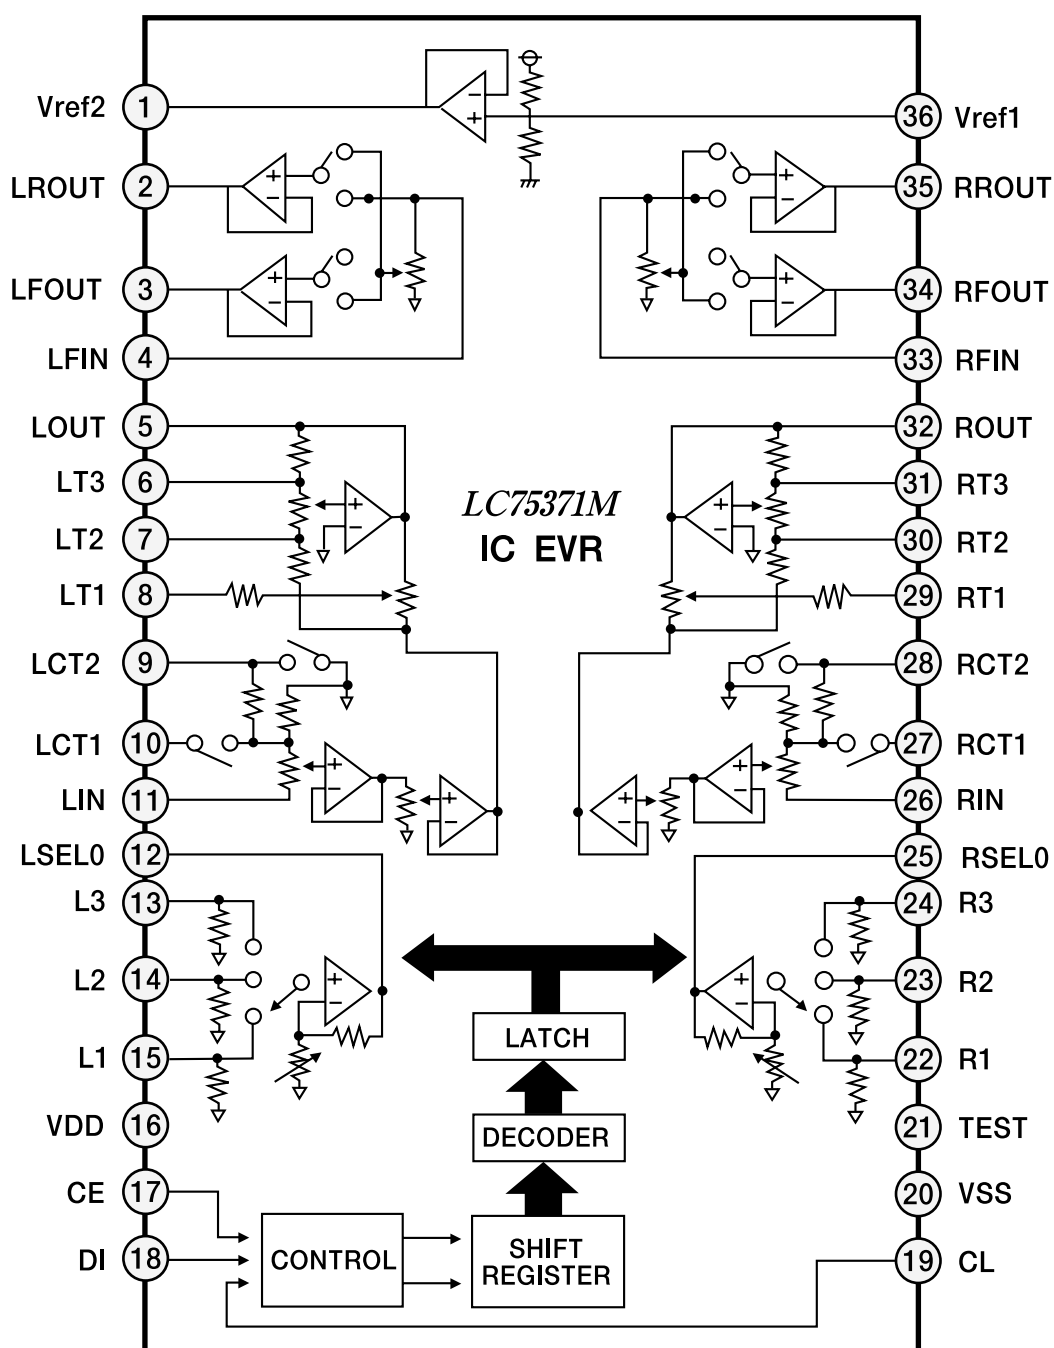 Vref2 1
36 Vref1
LROUT 2
35 RROUT
LFOUT 3
34 RFOUT
LFIN 4
33 RFIN
LOUT 5
32 ROUT
LT3 6
31 RT3
LC75371M
IC EVR
LT2 7
30 RT2
LT1 8
29 RT1
LCT2 9
28 RCT2
LCT1 10
27 RCT1
LIN 11
26 RIN
LSEL0 12
25 RSEL0
L3 13
24 R3
L2 14
23 R2
LATCH
L1 15
22 R1
VDD 16
21 TEST
DECODER
CE 17
20 VSS
DI 18
CONTROL
SHIFT
REGISTER
19 CL
+
−
+
−
+
−
+
−
+
−
+
−
+
−
+
−
+
−
+
−
+
−
+
−
+
−